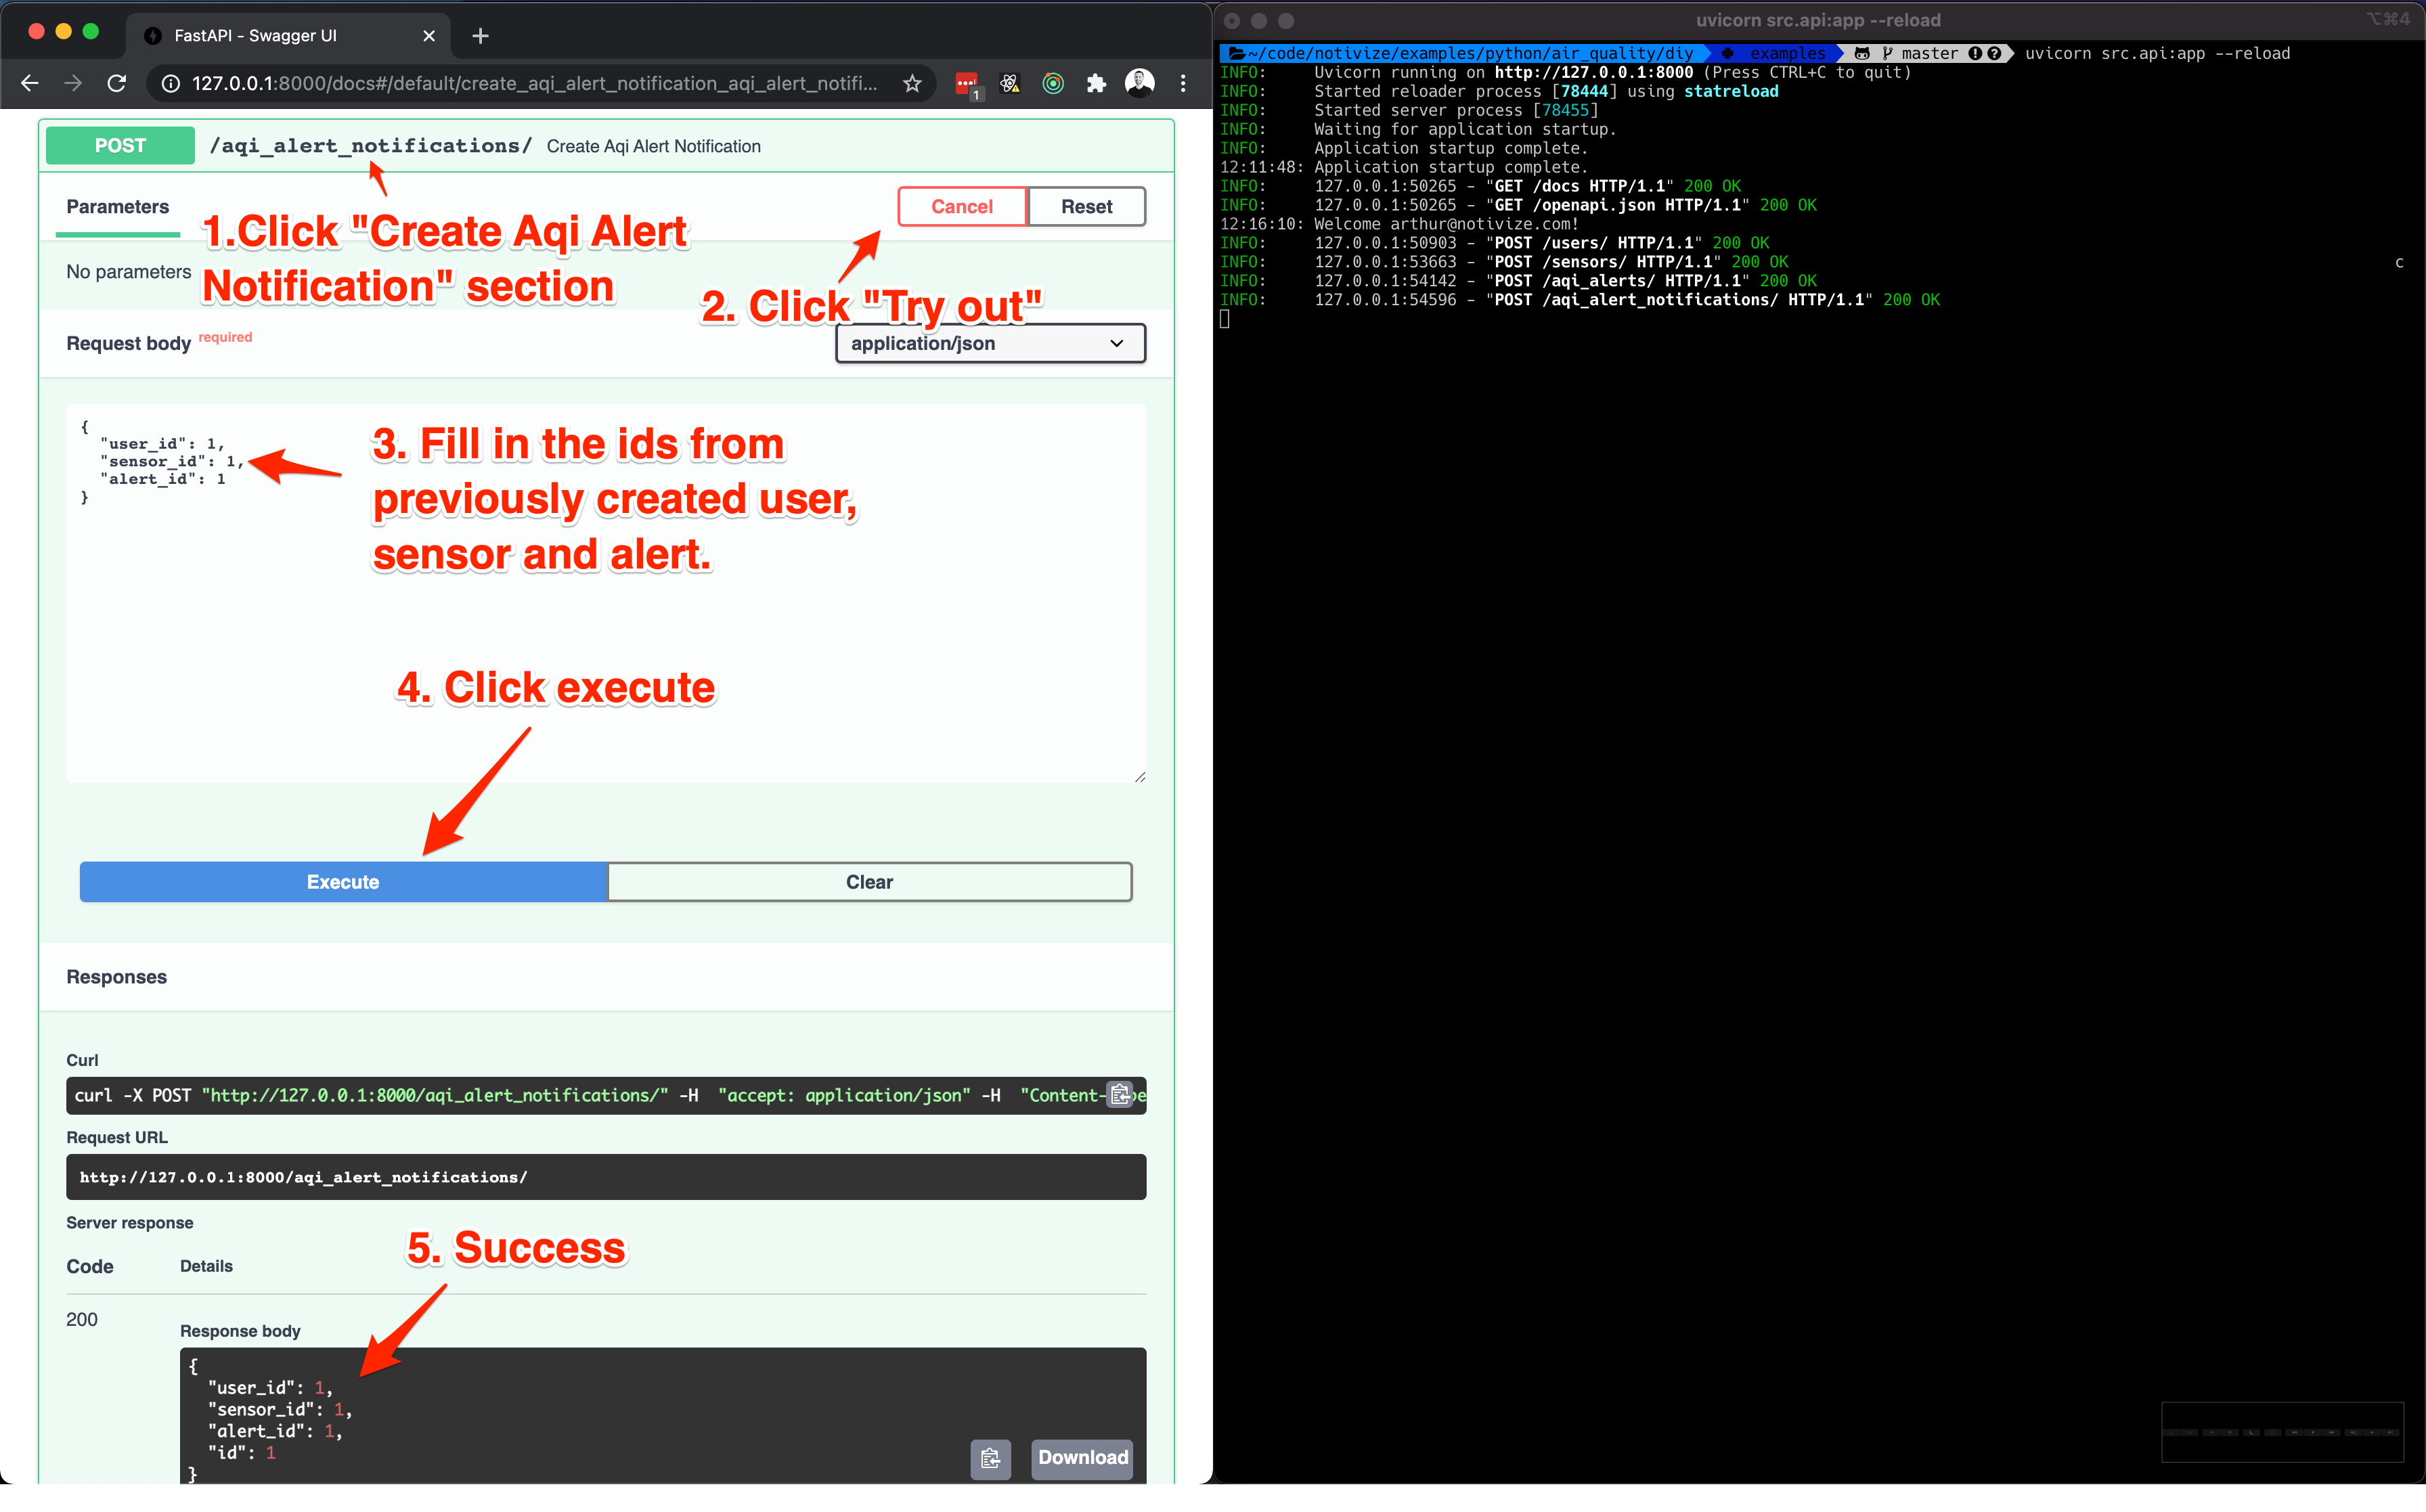 FastAPI - Swagger UI
127.0.0.1:8000/docs#/default/create_aqi_alert_notification_aqi_alert_notifi...
1
POST /aqi_alert_notifications/ Create Aqi Alert Notification
Parameters
Cancel Reset
1.Click "Create Aqi Alert
Notification" section
No parameters
2. Click "Try out"
Request body required
application/json
{
"user_id": 1,
"sensor_id": 1,
"alert_id": 1
}
3. Fill in the ids from
previously created user,
sensor and alert.
4. Click execute
Execute Clear
Responses
Curl
curl -X POST "http://127.0.0.1:8000/aqi_alert_notifications/" -H "accept: application/json" -H "Content-
Request URL
http://127.0.0.1:8000/aqi_alert_notifications/
Server response
5. Success
Code Details
200
Response body
{
"user_id": 1,
"sensor_id": 1,
"alert_id": 1,
"id": 1
}
Download
uvicorn src.api:app --reload ⌥⌘4
~/code/notivize/examples/python/air_quality/diy examples master uvicorn src.api:app --reload
INFO: Uvicorn running on http://127.0.0.1:8000 (Press CTRL+C to quit)
INFO: Started reloader process [78444] using statreload
INFO: Started server process [78455]
INFO: Waiting for application startup.
INFO: Application startup complete.
12:11:48: Application startup complete.
INFO: 127.0.0.1:50265 - "GET /docs HTTP/1.1" 200 OK
INFO: 127.0.0.1:50265 - "GET /openapi.json HTTP/1.1" 200 OK
12:16:10: Welcome arthur@notivize.com!
INFO: 127.0.0.1:50903 - "POST /users/ HTTP/1.1" 200 OK
INFO: 127.0.0.1:53663 - "POST /sensors/ HTTP/1.1" 200 OK
c
INFO: 127.0.0.1:54142 - "POST /aqi_alerts/ HTTP/1.1" 200 OK
INFO: 127.0.0.1:54596 - "POST /aqi_alert_notifications/ HTTP/1.1" 200 OK